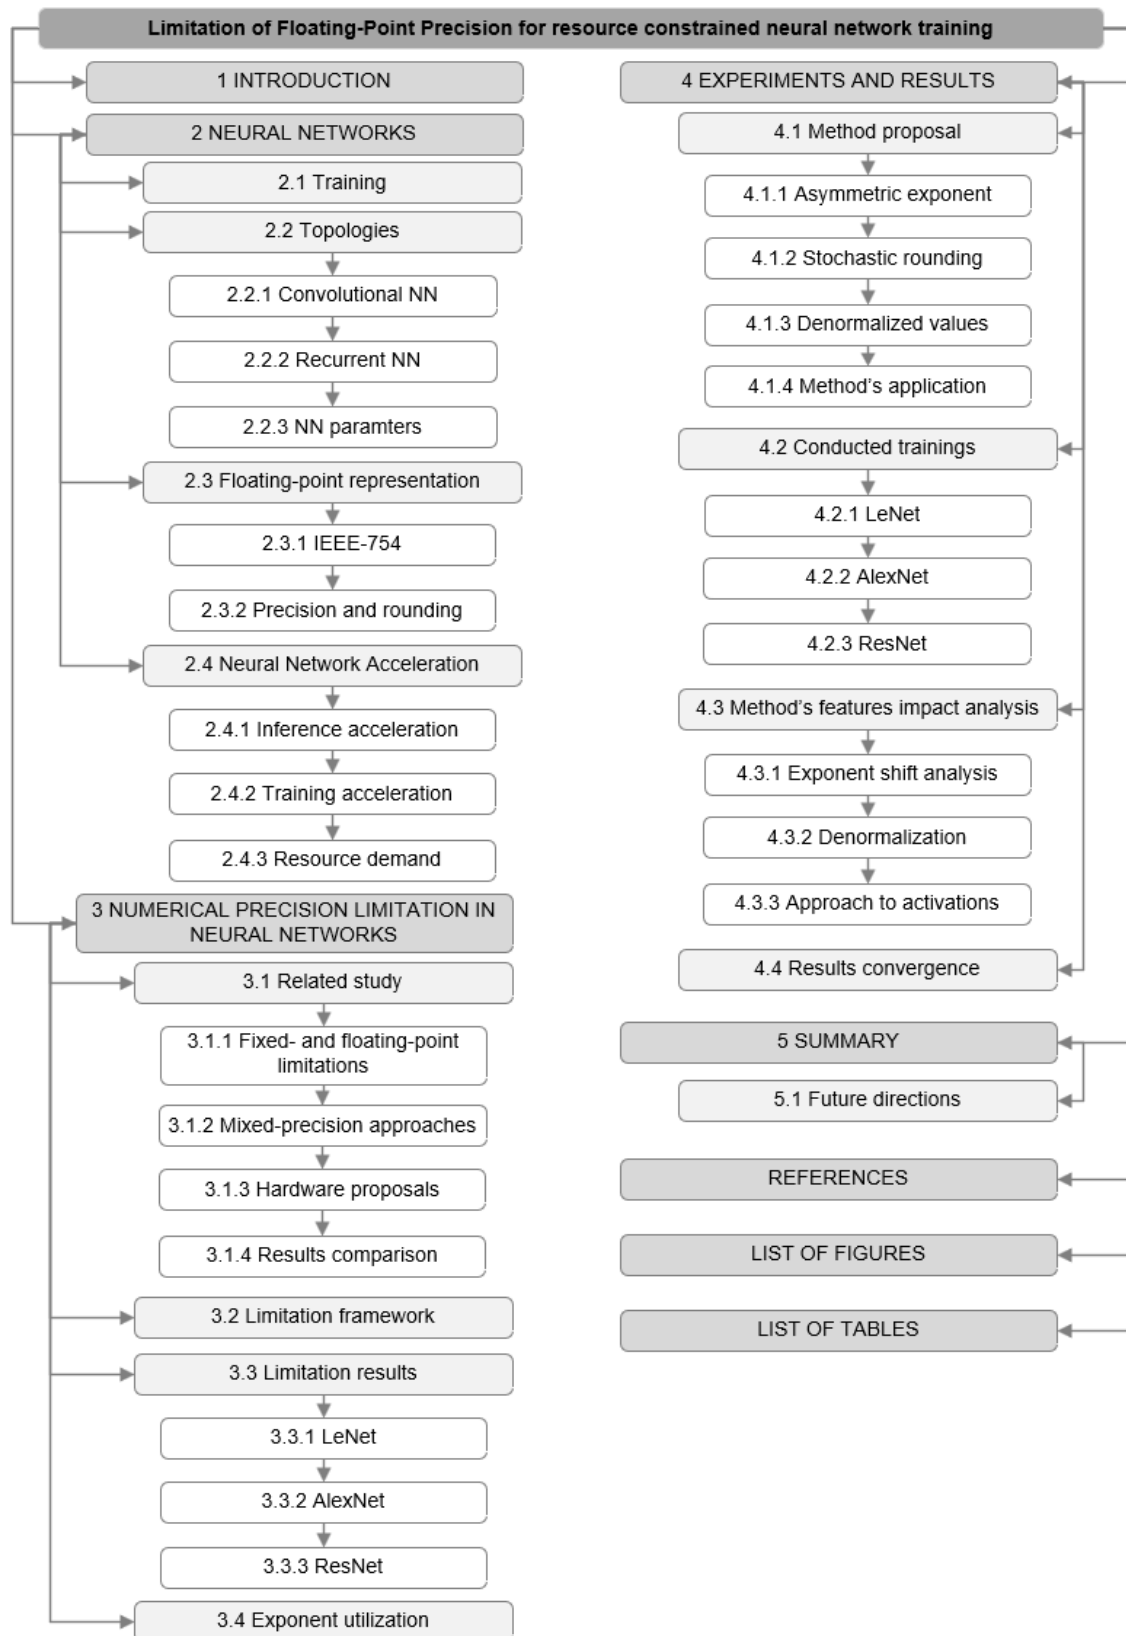 Limitation of Floating-Point Precision for resource constrained neural network training
1 INTRODUCTION
2 NEURAL NETWORKS
2.1 Training
2.2 Topologies
2.2.1 Convolutional NN
2.2.2 Recurrent NN
2.2.3 NN paramters
2.3 Floating-point representation
2.3.1 IEEE-754
2.3.2 Precision and rounding
2.4 Neural Network Acceleration
2.4.1 Inference acceleration
2.4.2 Training acceleration
2.4.3 Resource demand
3 NUMERICAL PRECISION LIMITATION IN
NEURAL NETWORKS
3.1 Related study
3.1.1 Fixed- and floating-point
limitations
3.1.2 Mixed-precision approaches
3.1.3 Hardware proposals
3.1.4 Results comparison
3.2 Limitation framework
3.3 Limitation results
3.3.1 LeNet
3.3.2 AlexNet
3.3.3 ResNet
3.4 Exponent utilization
4 EXPERIMENTS AND RESULTS
4.1 Method proposal
4.1.1 Asymmetric exponent
4.1.2 Stochastic rounding
4.1.3 Denormalized values
4.1.4 Method's application
4.2 Conducted trainings
4.2.1 LeNet
4.2.2 AlexNet
4.2.3 ResNet
4.3 Method's features impact analysis
4.3.1 Exponent shift analysis
4.3.2 Denormalization
4.3.3 Approach to activations
4.4 Results convergence
5 SUMMARY
5.1 Future directions
REFERENCES
LIST OF FIGURES
LIST OF TABLES